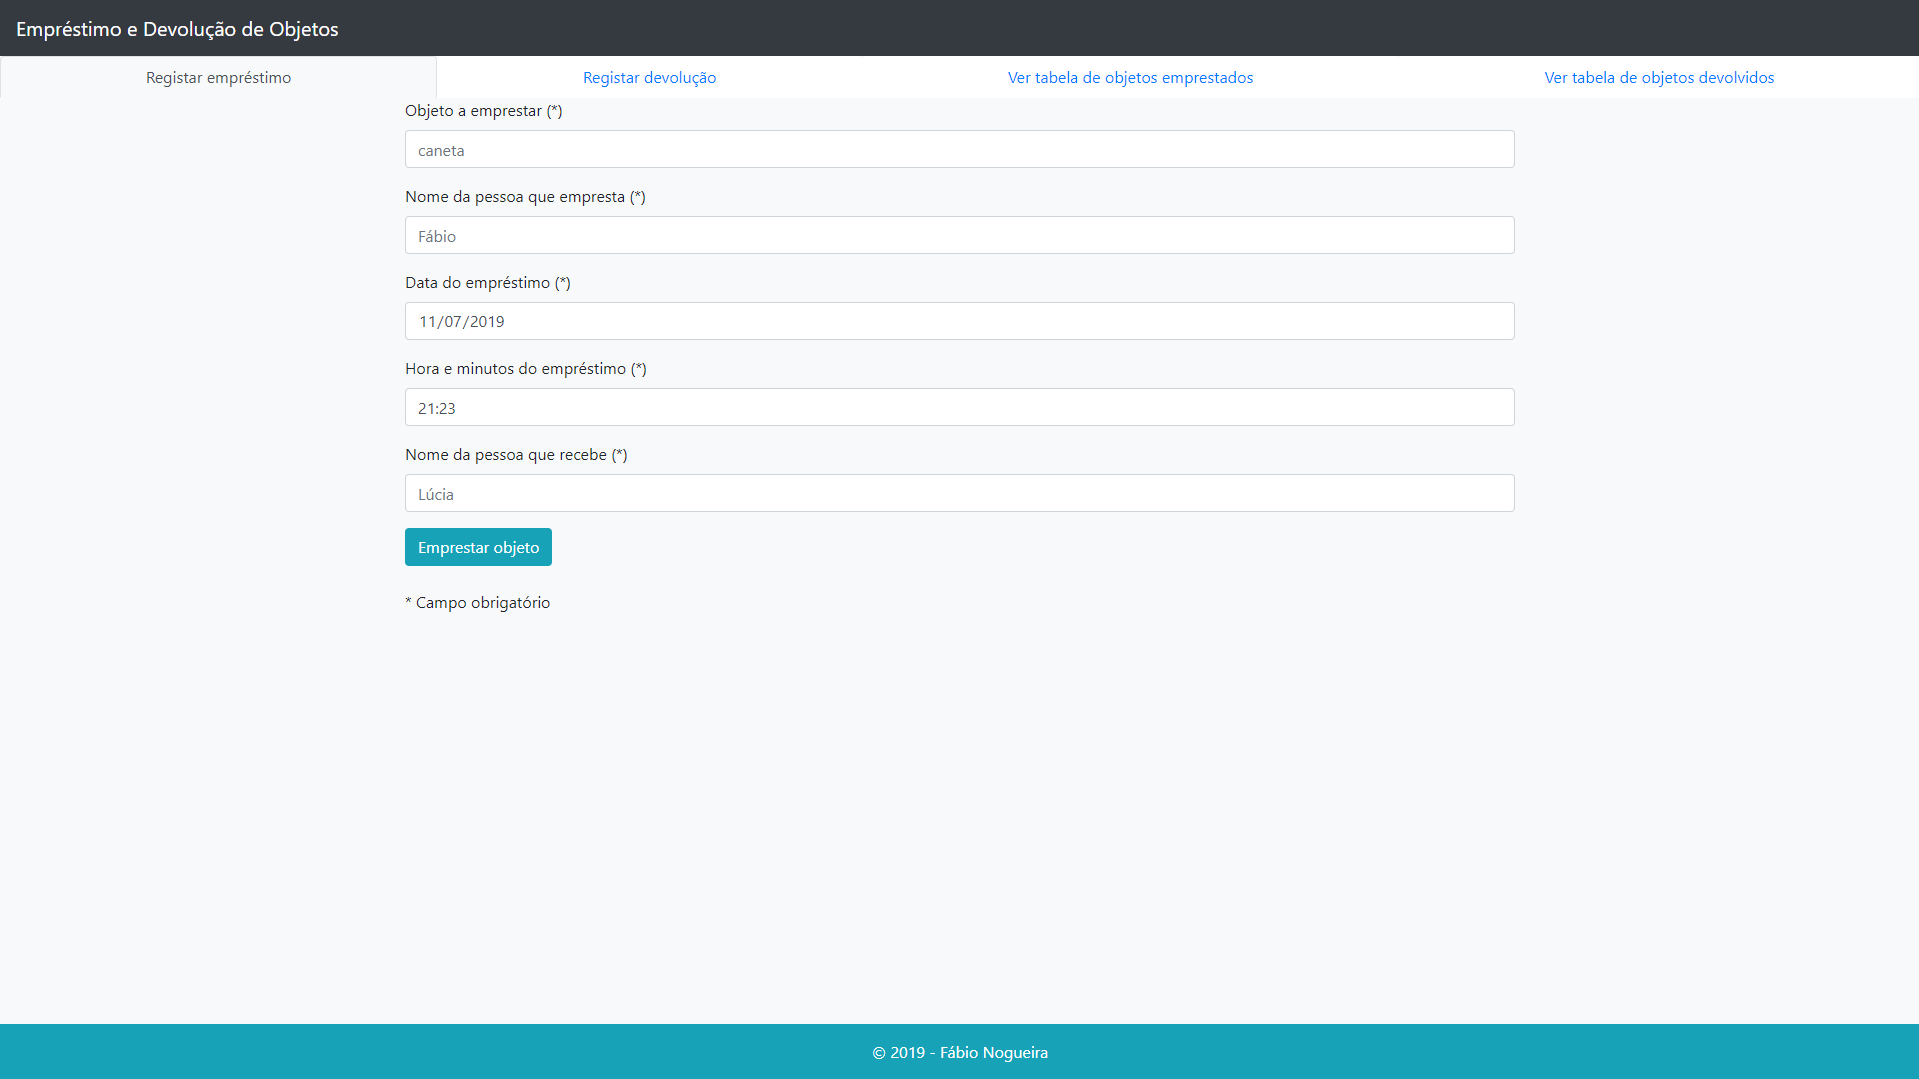 Empréstimo e Devolução de Objetos
Registar empréstimo Registar devolução Ver tabela de objetos emprestados Ver tabela de objetos devolvidos
Objeto a emprestar (*)
caneta
Nome da pessoa que empresta (*)
Fábio
Data do empréstimo (*)
11/07/2019
Hora e minutos do empréstimo (*)
21:23
Nome da pessoa que recebe (*)
Lúcia
Emprestar objeto
* Campo obrigatório
© 2019 - Fábio Nogueira